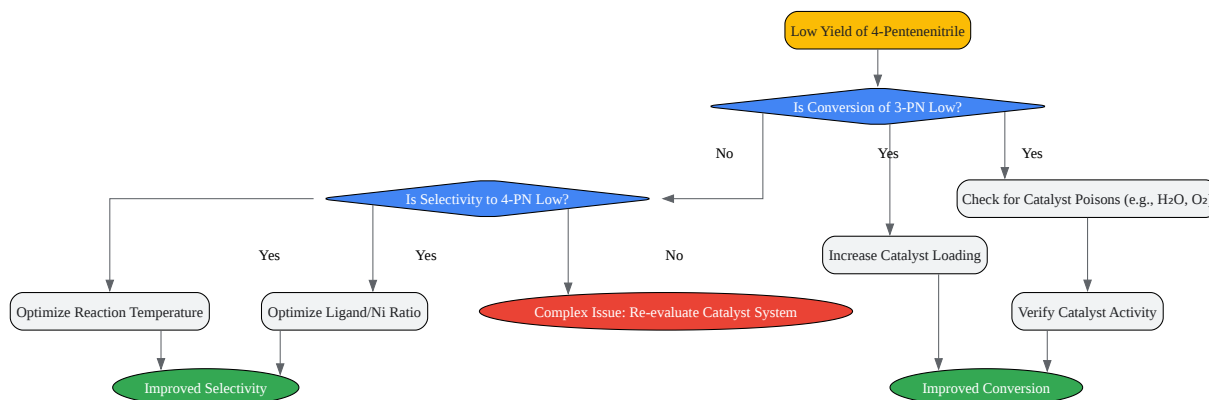 Low Yield of 4-Pentenenitrile
Is Conversion of 3-PN Low?
No
Yes
Yes
Is Selectivity to 4-PN Low?
Check for Catalyst Poisons (e.g., H₂O, O₂)
Yes
Yes
No
Increase Catalyst Loading
Optimize Reaction Temperature
Optimize Ligand/Ni Ratio
Complex Issue: Re-evaluate Catalyst System
Verify Catalyst Activity
Improved Selectivity
Improved Conversion